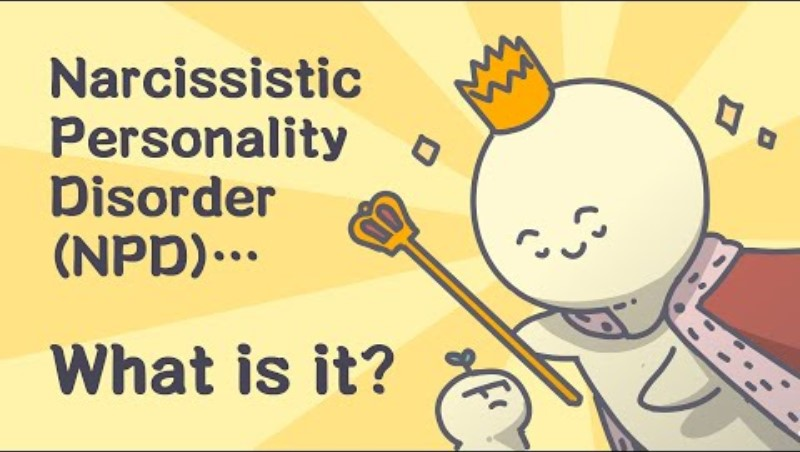 Narcissistic
Personality
Disorder
(NPD)...
What is it?